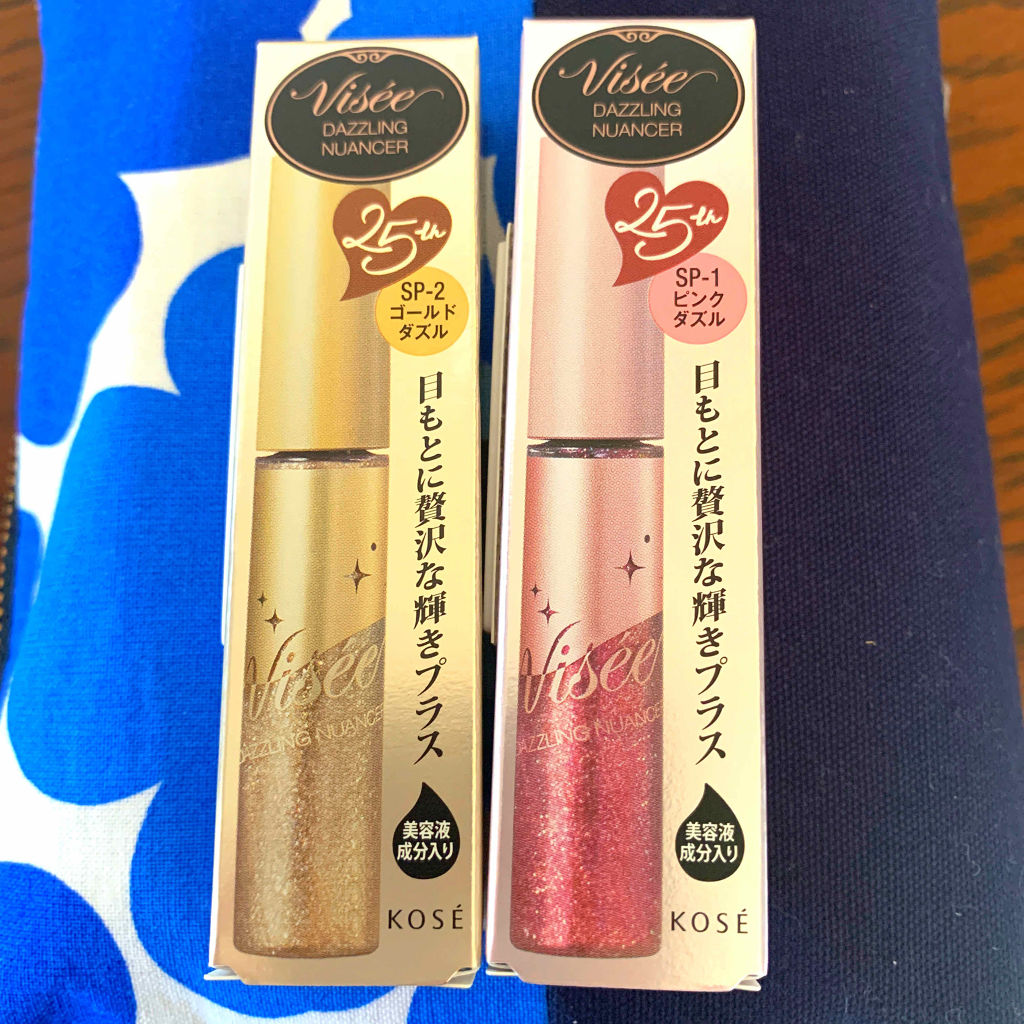 Visée
DAZZLING
NUANCER
25th
SP-2
ゴールド
ダズル
目もとに贅沢な輝きプラス
Visée
DAZZLING NUANCE
美容液
成分入り
KOSÉ
Visée
DAZZLING
NUANCER
25th
SP-1
ピンク
ダズル
目もとに贅沢な輝きプラス
Visée
DAZZLING NUANCE
美容液
成分入り
KOSÉ